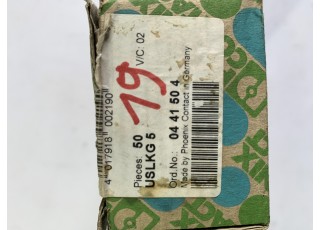 4 017918 002190
Pieces: 50
USLKG 5
19
V/C: 02
Ord.No.: 04 41 50 4
Made by Phoenix Contact in Germany